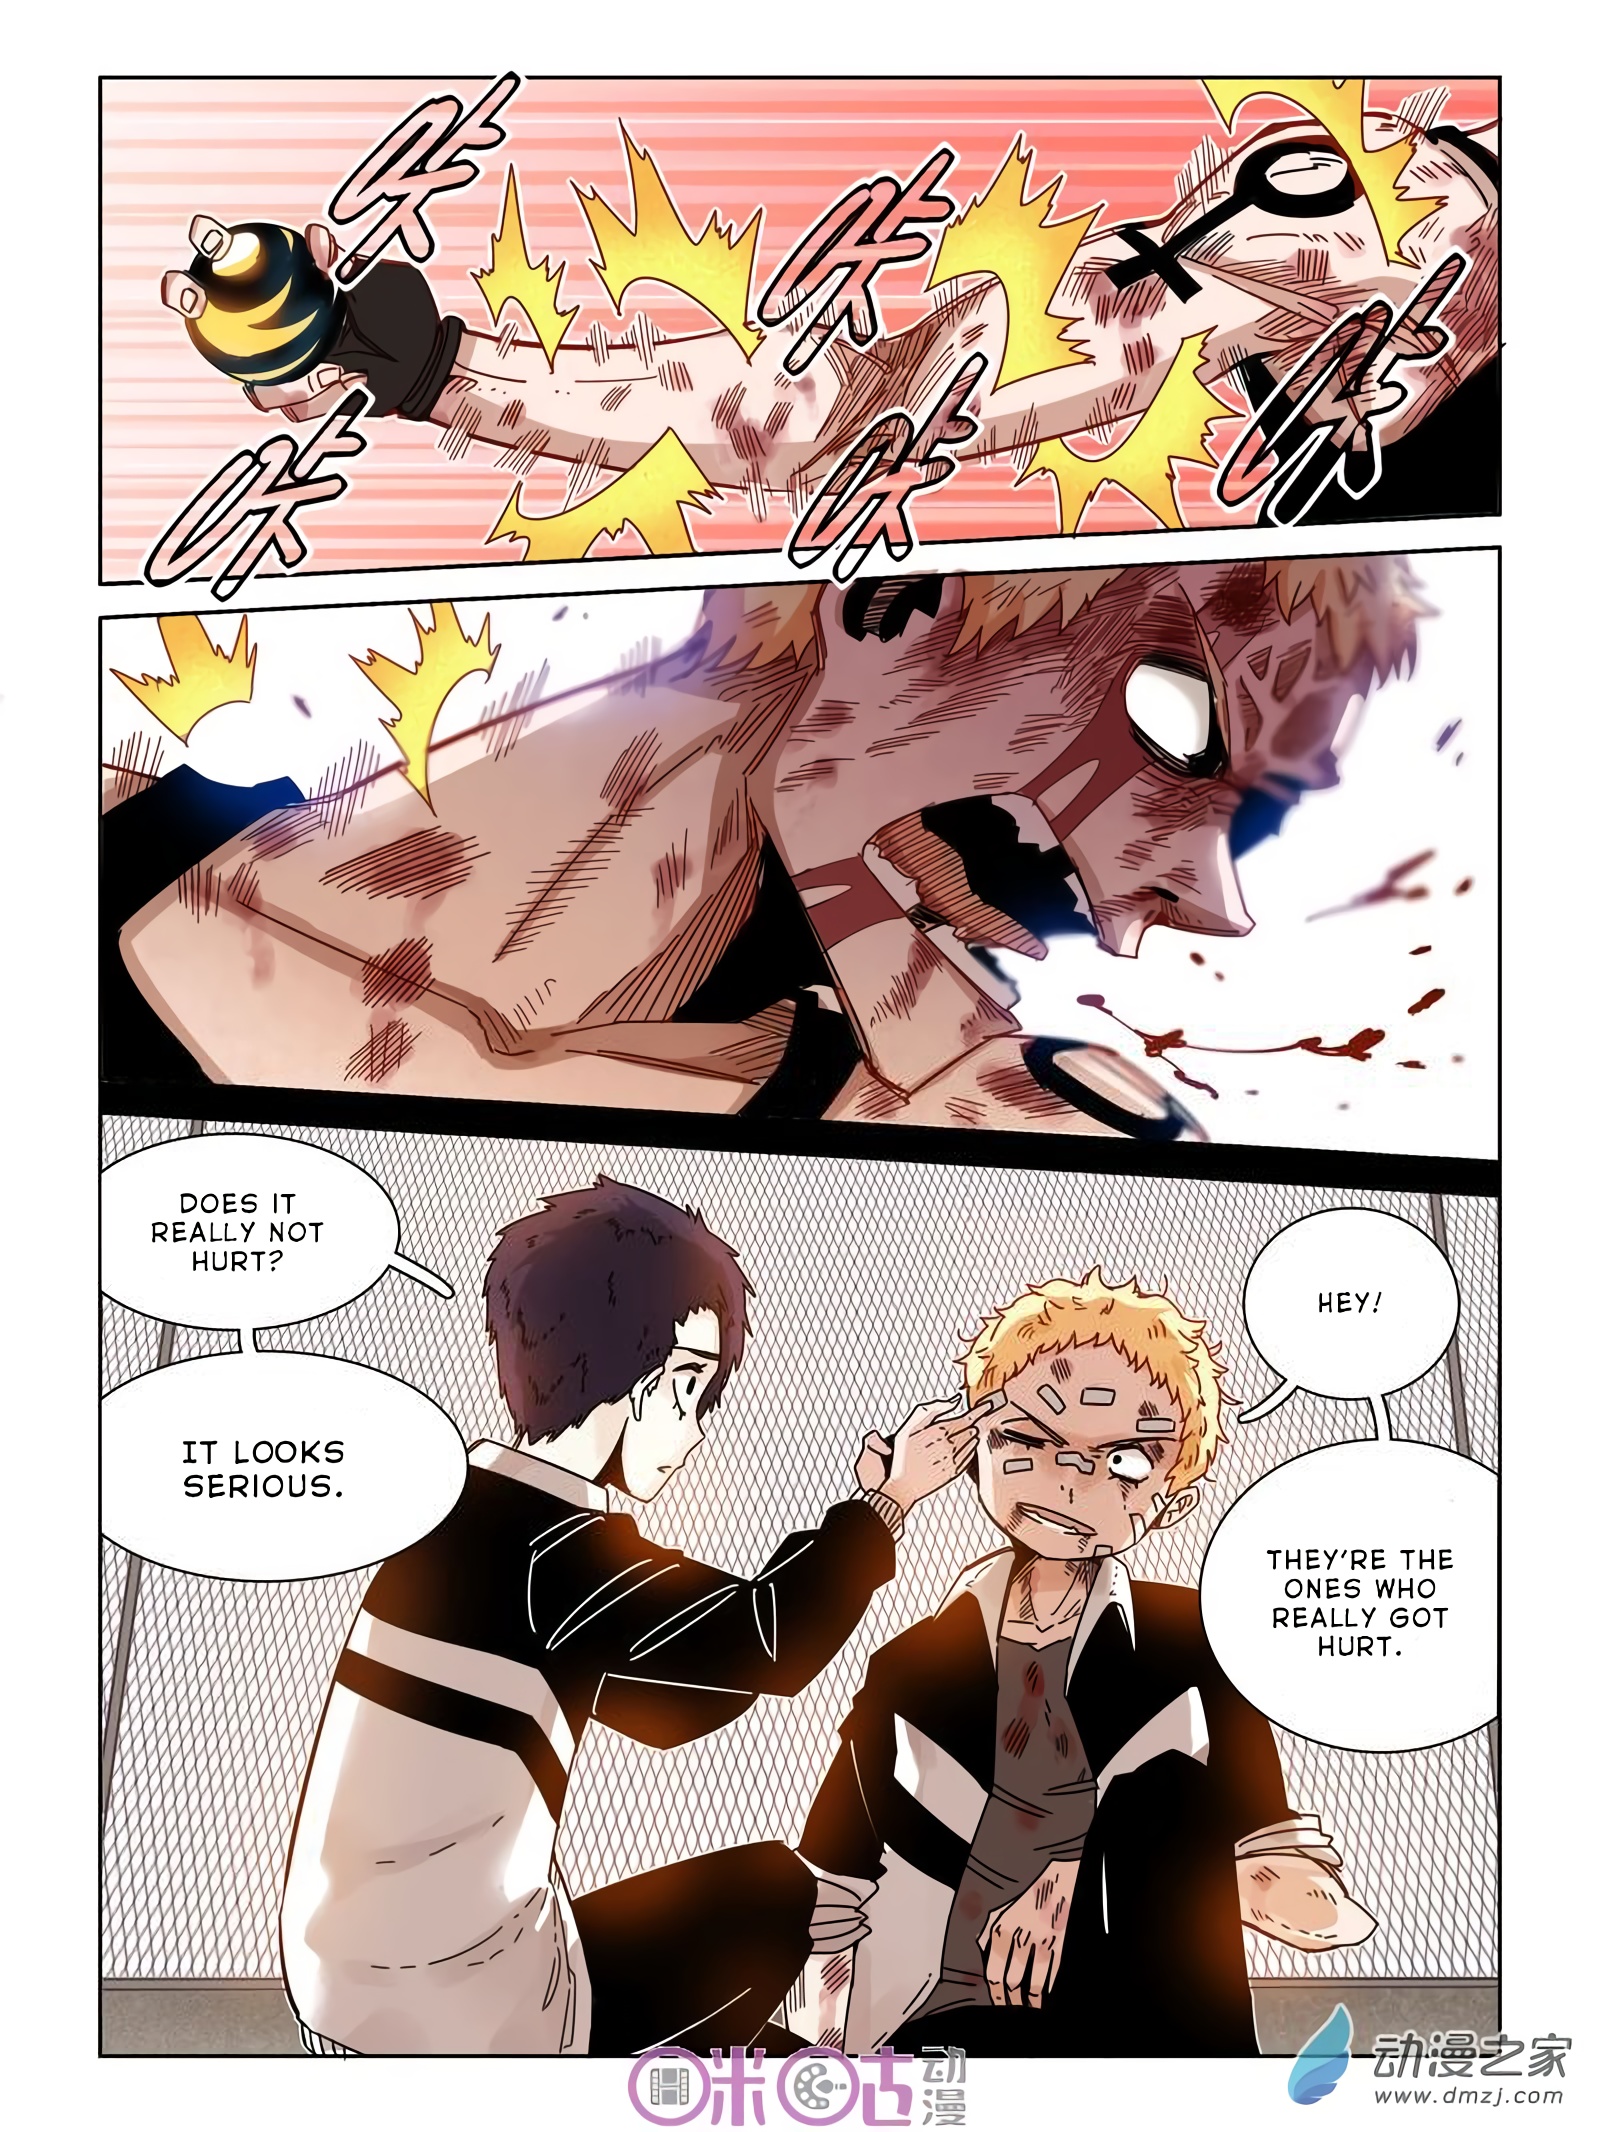 咔
咔
咔
咔
咔
DOES IT
REALLY NOT
HURT?
IT LOOKS
SERIOUS.
HEY!
THEY'RE THE
ONES WHO
REALLY GOT
HURT.
咪咕动漫
动漫之家
www.dmzj.com